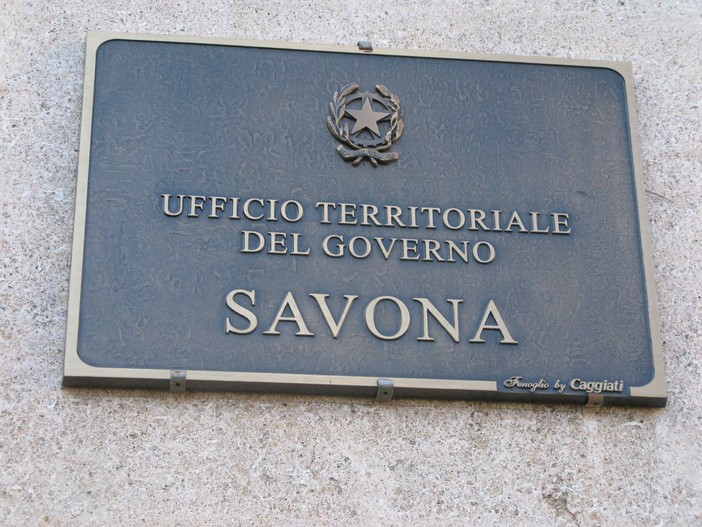 UFFICIO TERRITORIALE
DEL GOVERNO
SAVONA
Fenoglio by Caggiati